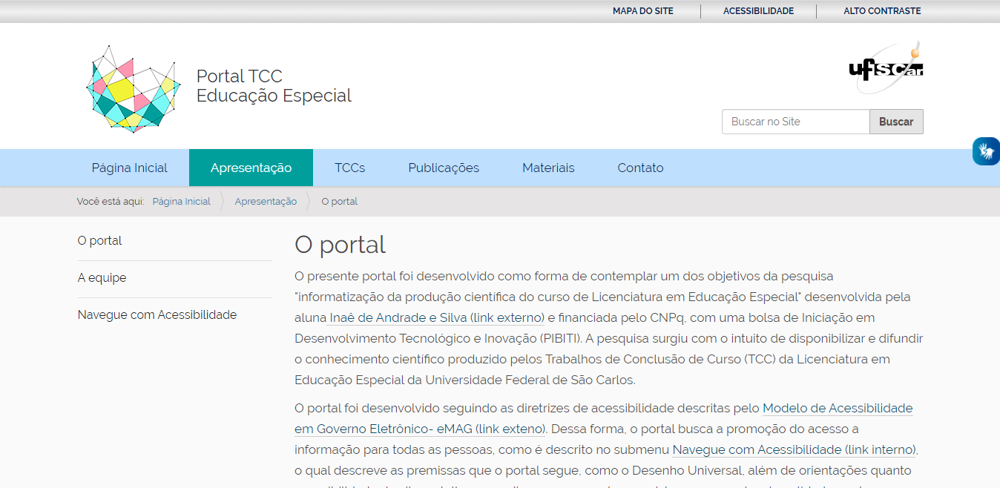 MAPA DO SITE
ACESSIBILIDADE
ALTO CONTRASTE
Portal TCC
Educação Especial
ufscar
Buscar no Site
Buscar
Página Inicial
Apresentação
TCCs
Publicações
Materiais
Contato
Você está aqui: Página Inicial Apresentação O portal
O portal
A equipe
Navegue com Acessibilidade
O portal
O presente portal foi desenvolvido como forma de contemplar um dos objetivos da pesquisa
"informatização da produção científica do curso de Licenciatura em Educação Especial" desenvolvida pela
aluna Inaê de Andrade e Silva (link externo) e financiada pelo CNPq, com uma bolsa de Iniciação em
Desenvolvimento Tecnológico e Inovação (PIBITI). A pesquisa surgiu com o intuito de disponibilizar e difundir
o conhecimento científico produzido pelos Trabalhos de Conclusão de Curso (TCC) da Licenciatura em
Educação Especial da Universidade Federal de São Carlos.
O portal foi desenvolvido seguindo as diretrizes de acessibilidade descritas pelo Modelo de Acessibilidade
em Governo Eletrônico- eMAG (link exteno). Dessa forma, o portal busca a promoção do acesso a
informação para todas as pessoas, como é descrito no submenu Navegue com Acessibilidade (link interno),
o qual descreve as premissas que o portal segue, como o Desenho Universal, além de orientações quanto